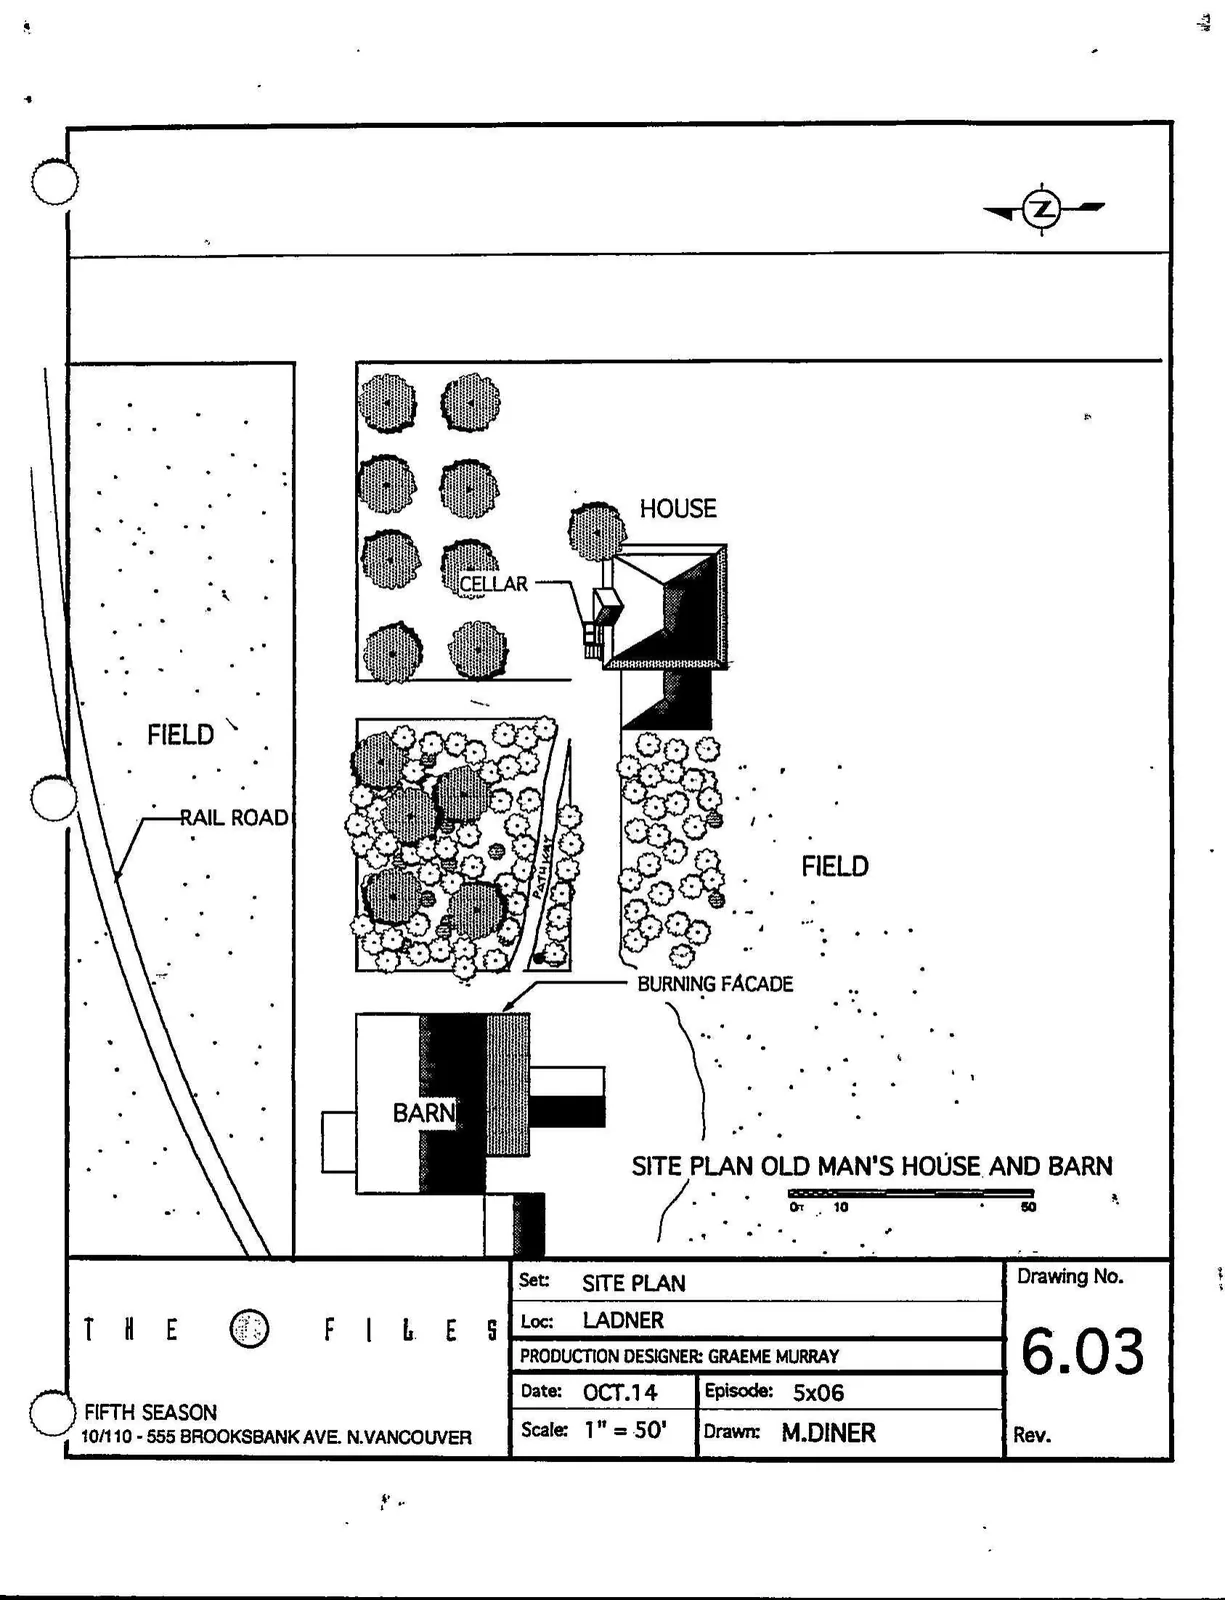 N
HOUSE
CELLAR
FIELD
RAIL ROAD
PATHWAY
FIELD
BURNING FACADE
BARN
SITE PLAN OLD MAN'S HOUSE AND BARN
10 50
THE X FILES
FIFTH SEASON
10/110 - 555 BROOKSBANK AVE. N.VANCOUVER
Set: SITE PLAN
Loc: LADNER
PRODUCTION DESIGNER: GRAEME MURRAY
Date: OCT.14
Episode: 5x06
Scale: 1" = 50'
Drawn: M.DINER
Drawing No.
6.03
Rev.